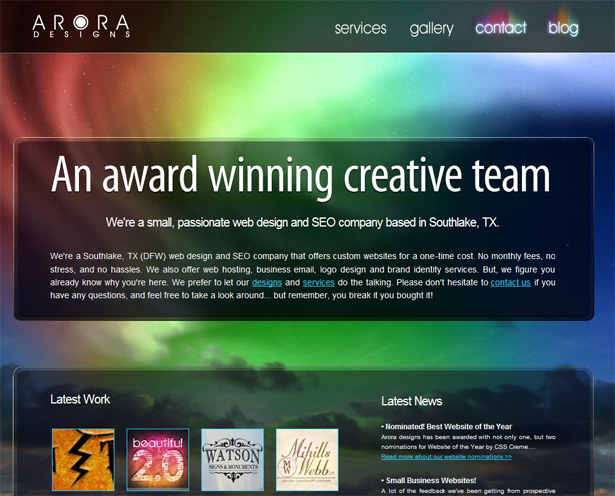 ARORA
DESIGNS
services gallery contact blog
An award winning creative team
We're a small, passionate web design and SEO company based in Southlake, TX.
We're a Southlake, TX (DFW) web design and SEO company that offers custom websites for a one-time cost. No monthly fees, no
stress, and no hassles. We also offer web hosting, business email, logo design and brand identity services. But, we figure you
already know why you're here. We prefer to let our designs and services do the talking. Please don't hesitate to contact us if you
have any questions, and feel free to take a look around... but remember, you break it you bought it!
Latest Work
beautiful
2.0
WATSON
SIGNS & MONUMENTS
Mihills
MW Webb
Latest News
• Nominated! Best Website of the Year
Arora designs has been awarded with not only one, but two
nominations for Website of the Year by CSS Creme....
Read more about our website nominations >>
• Small Business Websites!
A lot of the feedback we've been getting from prospective